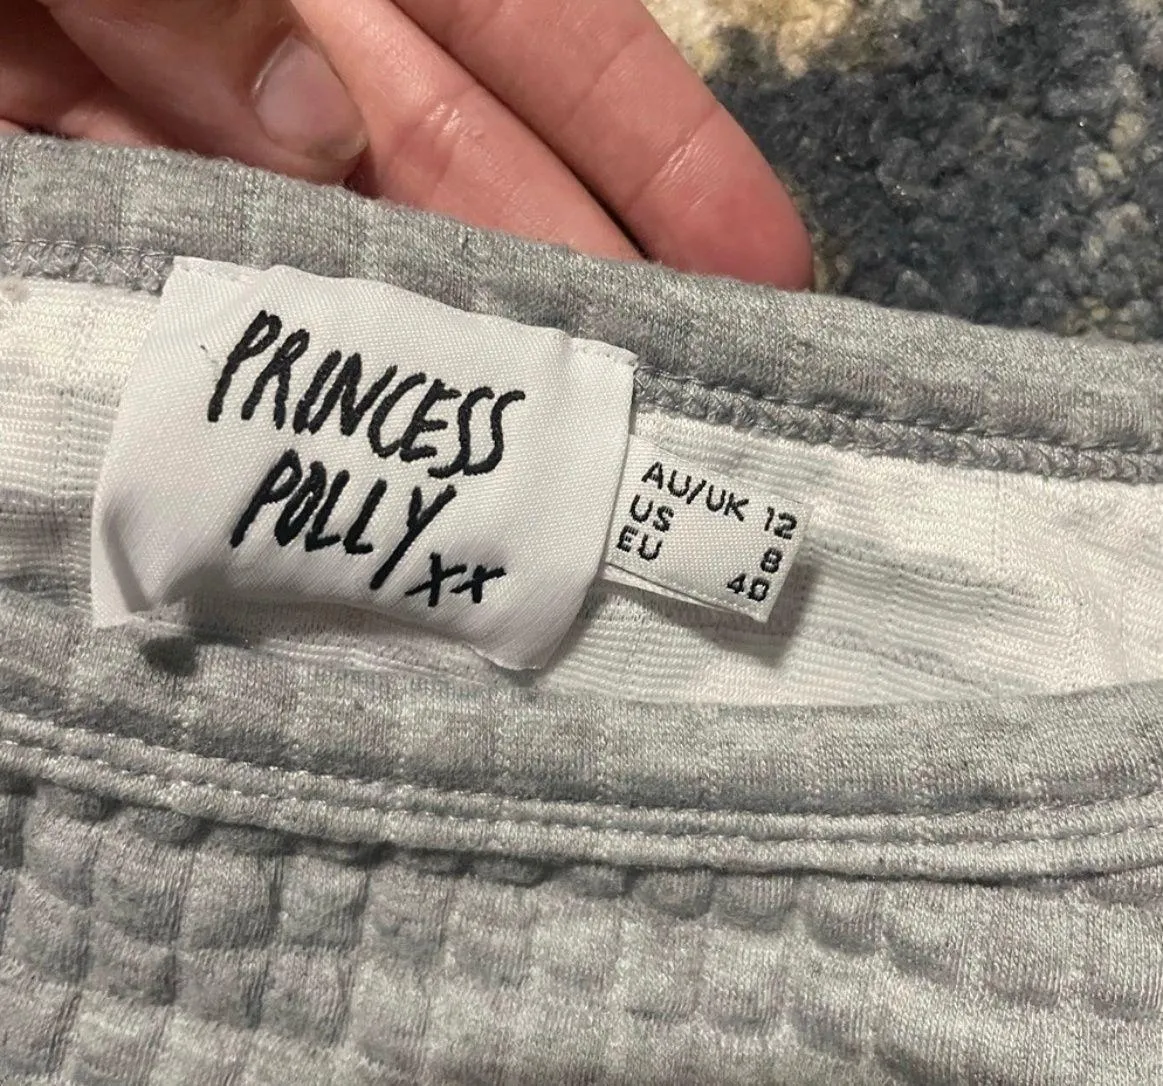 PRINCESS
POLLY xx
AU/UK 12
US 8
EU 40